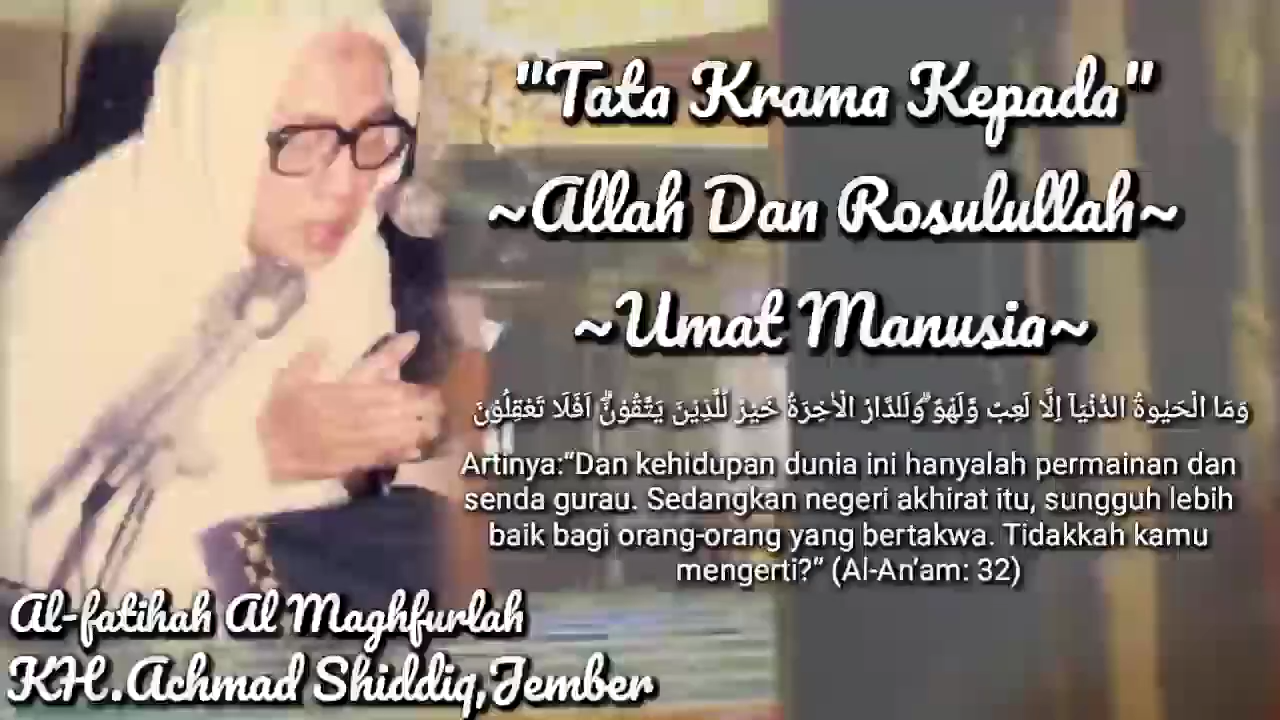 "Tata Krama Kepada"
~Allah Dan Rosulullah~
~Umat Manusia~
وَمَا الْحَيٰوةُ الدُّنْيَآ اِلَّا لَعِبٌ وَّلَهْوٌ ۗوَلَلدَّارُ الْاٰخِرَةُ خَيْرٌ لِّلَّذِيْنَ يَتَّقُوْنَۗ اَفَلَا تَعْقِلُوْنَ
Artinya:“Dan kehidupan dunia ini hanyalah permainan dan
senda gurau. Sedangkan negeri akhirat itu, sungguh lebih
baik bagi orang-orang yang bertakwa. Tidakkah kamu
mengerti?” (Al-An’am: 32)
Al-fatihah Al Maghfurlah
KH.Achmad Shiddiq,Jember